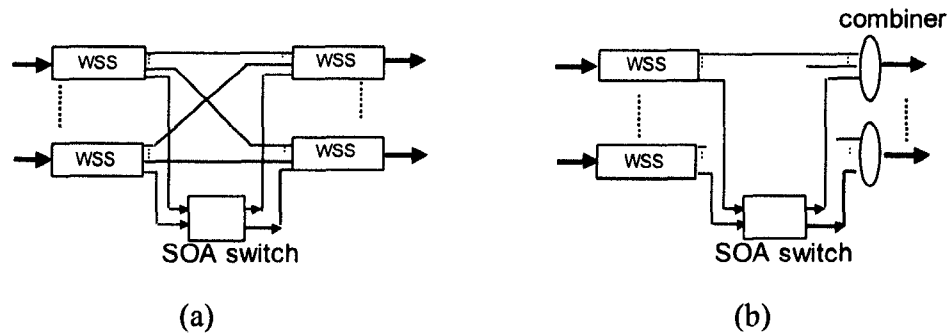 combiner
WSS WSS WSS
WSS WSS WSS
SOA switch SOA switch
(a) (b)